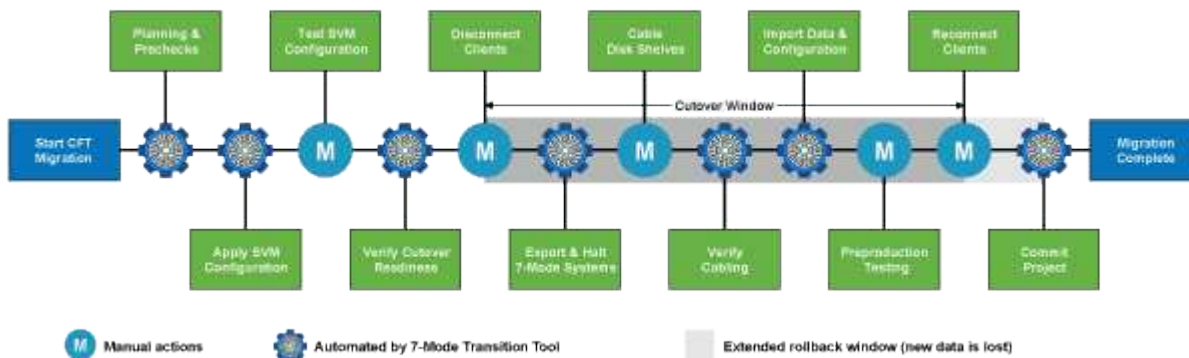 Planning &
Prechecks
Test SVM
Configuration
Disconnect
Clients
Cable
Disk Shelves
Import Data &
Configuration
Reconnect
Clients
Cutover Window
Start CFT
Migration
M
M
M
M
M
Migration
Complete
Apply SVM
Configuration
Verify Cutover
Readiness
Export & Halt
7-Mode Systems
Verify
Cabling
Preproduction
Testing
Commit
Project
M
Manual actions
Automated by 7-Mode Transition Tool
Extended rollback window (new data is lost)